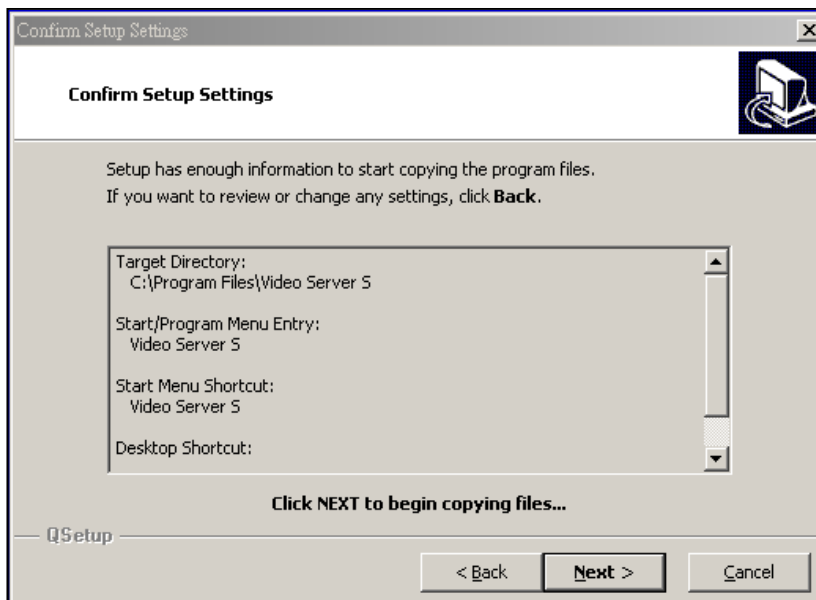 Confirm Setup Settings
Confirm Setup Settings
Setup has enough information to start copying the program files.
If you want to review or change any settings, click Back.
Target Directory:
C:\Program Files\Video Server S
Start/Program Menu Entry:
Video Server S
Start Menu Shortcut:
Video Server S
Desktop Shortcut:
Click NEXT to begin copying files...
QSetup
< Back
Next >
Cancel